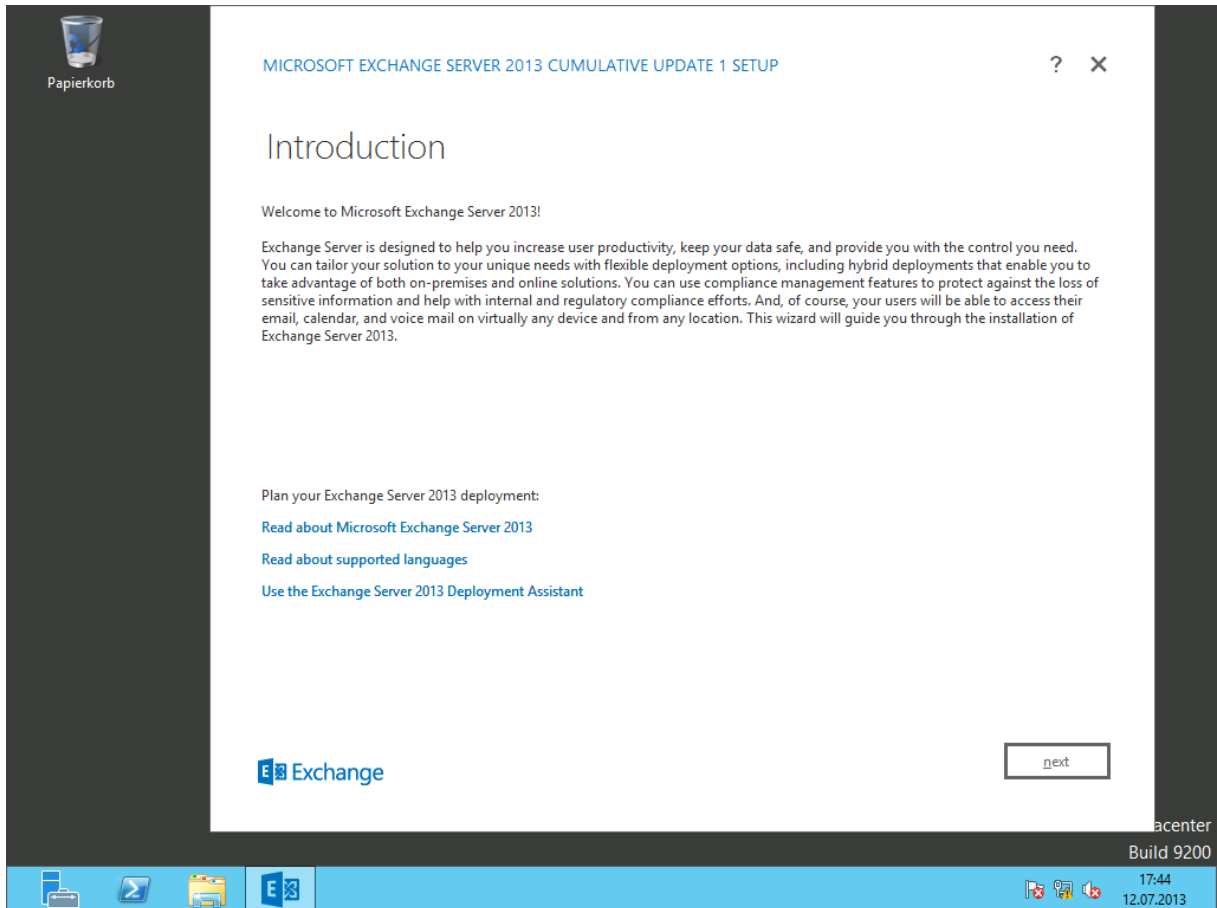 Papierkorb
MICROSOFT EXCHANGE SERVER 2013 CUMULATIVE UPDATE 1 SETUP
?
Introduction
Welcome to Microsoft Exchange Server 2013!
Exchange Server is designed to help you increase user productivity, keep your data safe, and provide you with the control you need.
You can tailor your solution to your unique needs with flexible deployment options, including hybrid deployments that enable you to
take advantage of both on-premises and online solutions. You can use compliance management features to protect against the loss of
sensitive information and help with internal and regulatory compliance efforts. And, of course, your users will be able to access their
email, calendar, and voice mail on virtually any device and from any location. This wizard will guide you through the installation of
Exchange Server 2013.
Plan your Exchange Server 2013 deployment:
Read about Microsoft Exchange Server 2013
Read about supported languages
Use the Exchange Server 2013 Deployment Assistant
E Exchange
next
acenter
Build 9200
E
17:44
12.07.2013